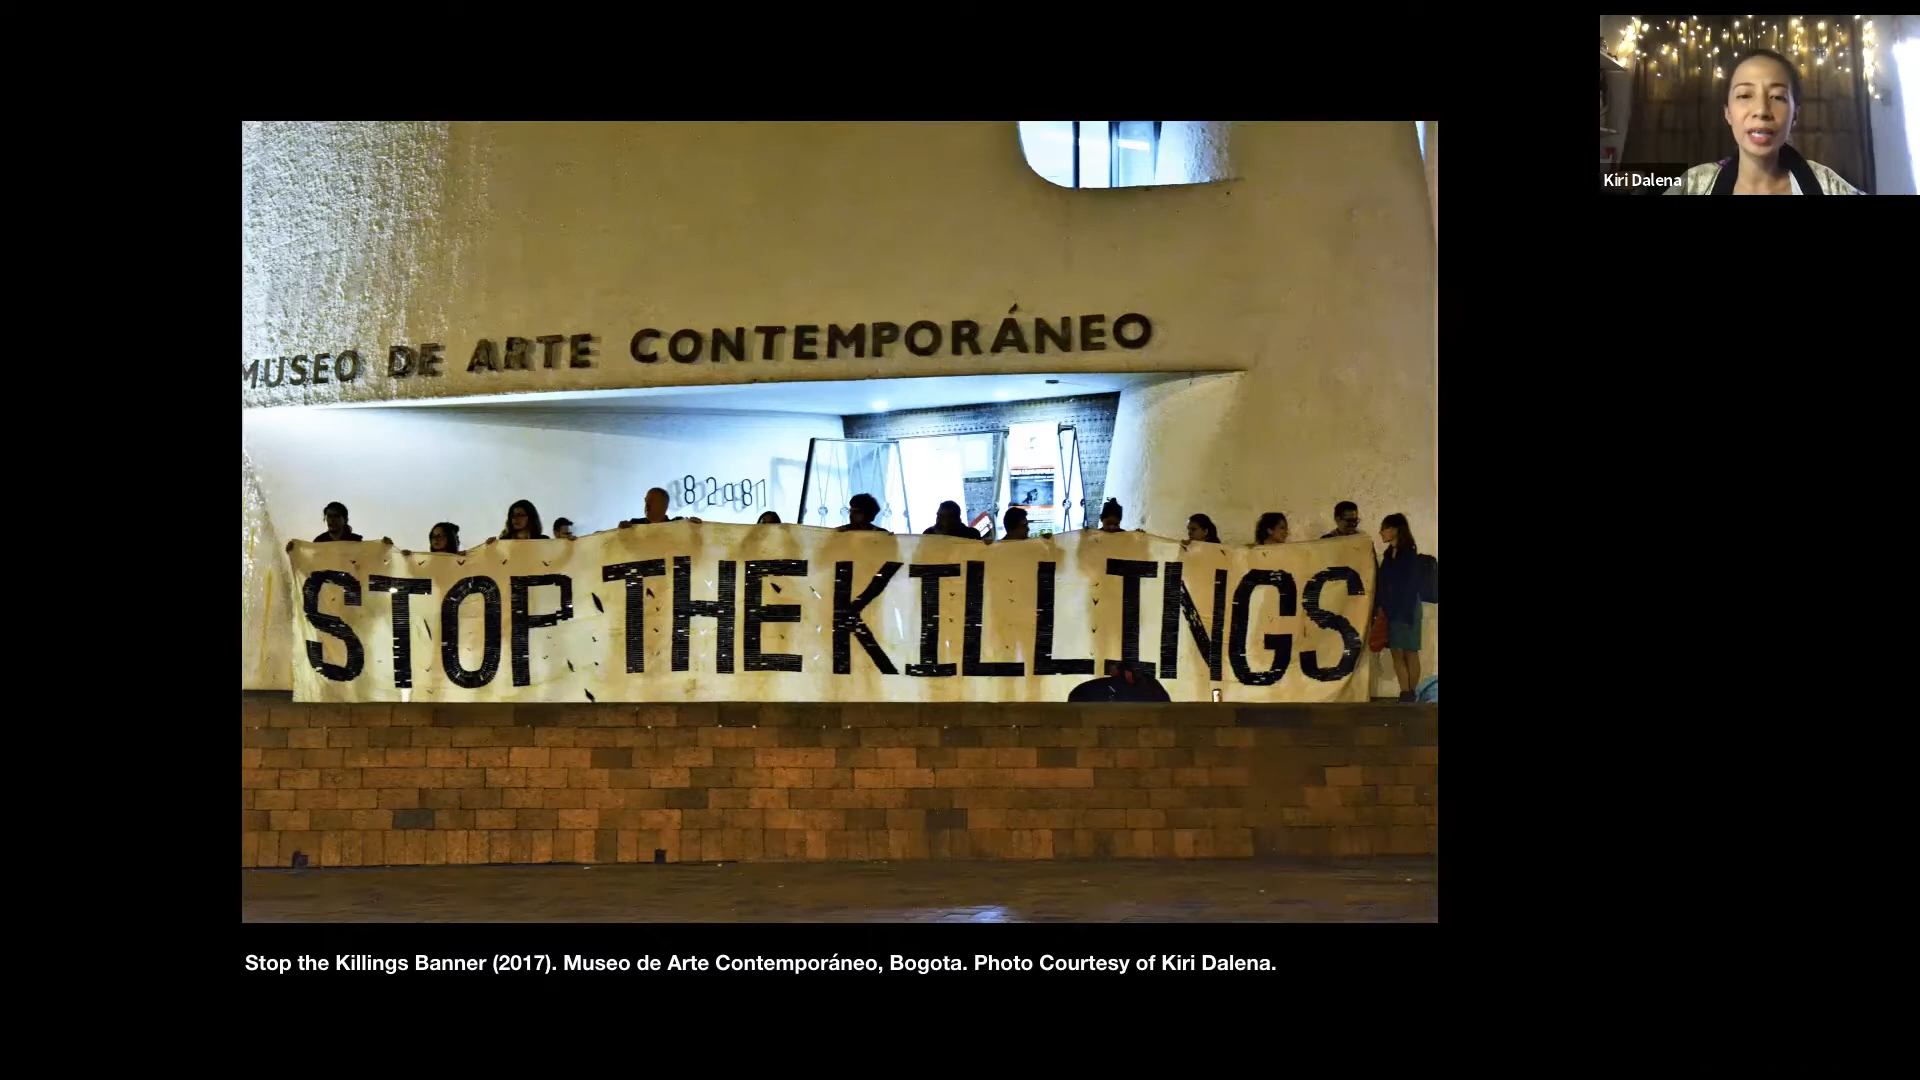 MUSEO DE ARTE CONTEMPORÁNEO
STOP THE KILLINGS
Stop the Killings Banner (2017). Museo de Arte Contemporáneo, Bogota. Photo Courtesy of Kiri Dalena.
Kiri Dalena